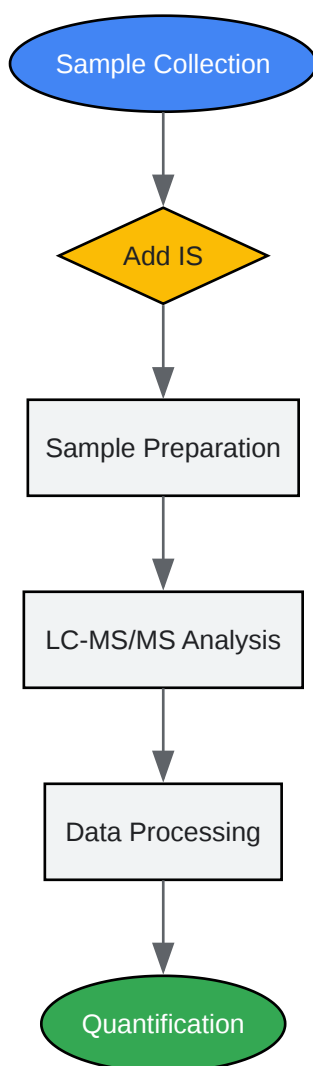 Sample Collection
Add IS
Sample Preparation
LC-MS/MS Analysis
Data Processing
Quantification